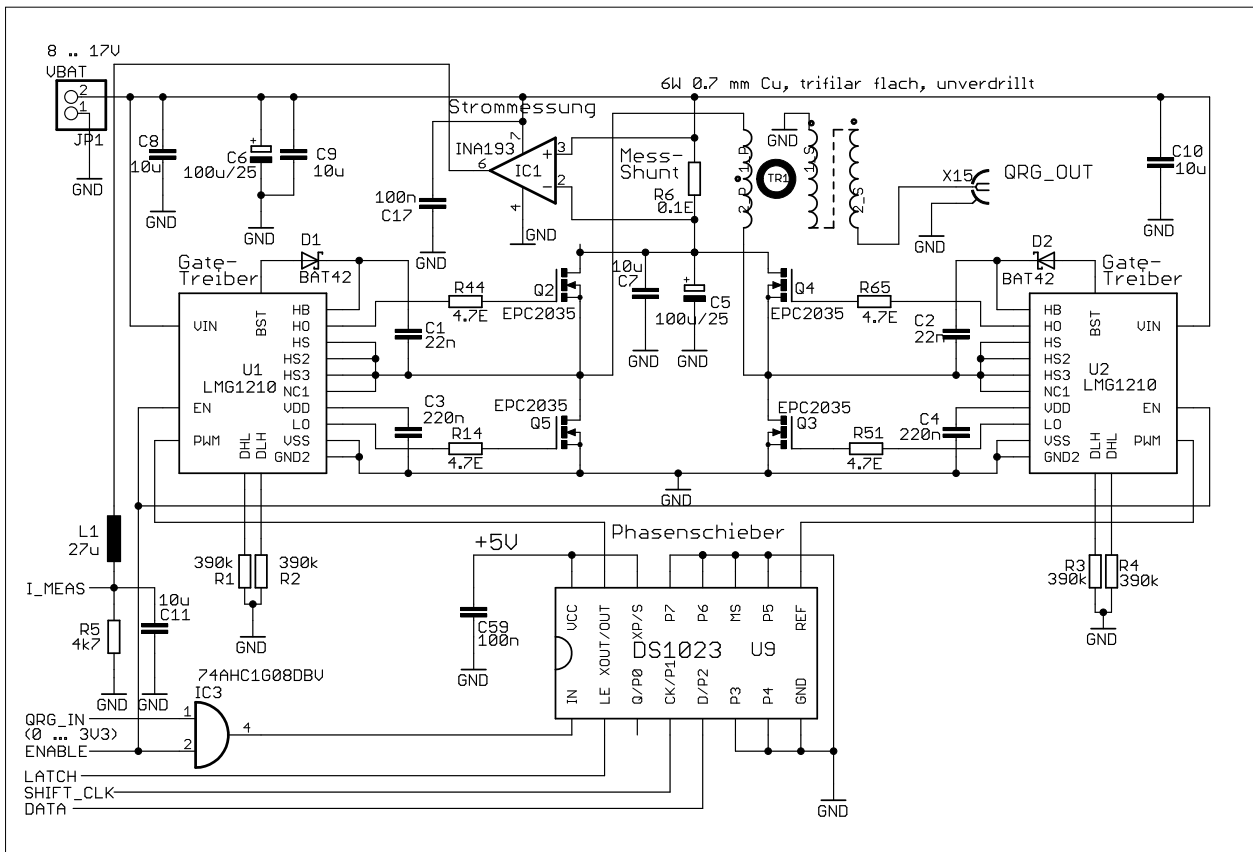 8 .. 17V
VBAT
2
1
JP1
GND
C8
10u
GND
C6
100u/25
+
GND
C9
10u
Strommessung
INA193
7
6
3
2
4
IC1
+
−
GND
100n
C17
GND
6W 0.7 mm Cu, trifilar flach, unverdrillt
Mess-
Shunt
R6
0.1E
2_P
1_P
TR1
GND
1_S
2_S
X15
QRG_OUT
GND
C10
10u
GND
Gate-
Treiber
D1
BAT42
VIN
BST
HB
HO
HS
HS2
HS3
NC1
VDD
LO
VSS
GND2
U1
LMG1210
EN
PWM
DHL
DLH
R44
4.7E
C1
22n
C3
220n
R14
4.7E
Q2
EPC2035
10u
C7
GND
+
C5
100u/25
GND
Q4
EPC2035
R65
4.7E
EPC2035
Q5
EPC2035
Q3
R51
4.7E
GND
C2
22n
C4
220n
D2
BAT42
Gate-
Treiber
HB
HO
HS
HS2
HS3
NC1
VDD
LO
VSS
GND2
BST
VIN
U2
LMG1210
EN
PWM
DLH
DHL
L1
27u
I_MEAS
R5
4k7
GND
10u
C11
GND
390k
R1
390k
R2
GND
R3
390k
R4
390k
GND
Phasenschieber
+5V
C59
100n
GND
VCC
XOUT/OUT
XP/S
P7
P6
MS
P5
REF
DS1023
U9
IN
LE
Q/P0
CK/P1
D/P2
P3
P4
GND
GND
74AHC1G08DBV
IC3
QRG_IN
1
(0 ... 3V3)
ENABLE
2
4
LATCH
SHIFT_CLK
DATA